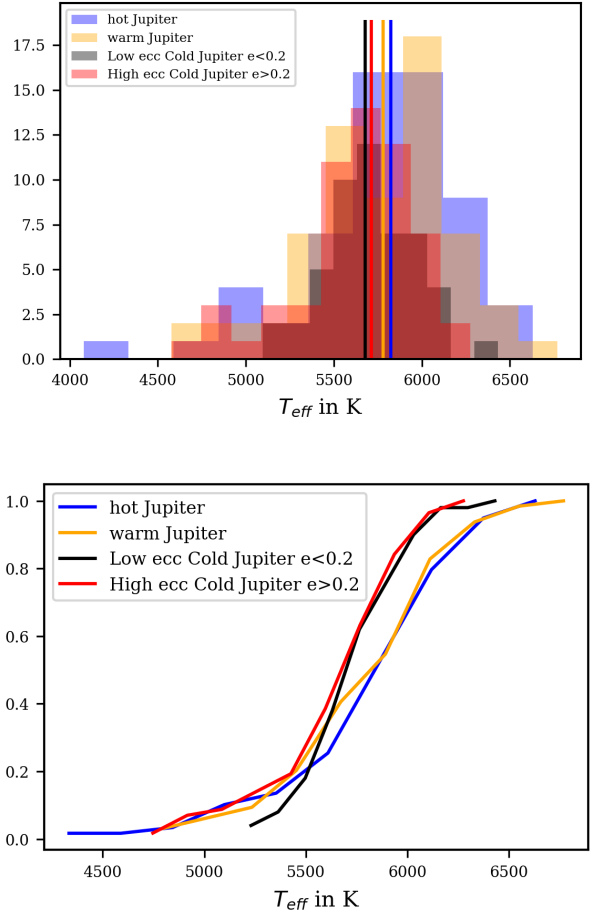 hot Jupiter
warm Jupiter
Low ecc Cold Jupiter e<0.2
High ecc Cold Jupiter e>0.2
17.5
15.0
12.5
10.0
7.5
5.0
2.5
0.0
4000 4500 5000 5500 6000 6500
T_eff in K
hot Jupiter
warm Jupiter
Low ecc Cold Jupiter e<0.2
High ecc Cold Jupiter e>0.2
1.0
0.8
0.6
0.4
0.2
0.0
4500 5000 5500 6000 6500
T_eff in K